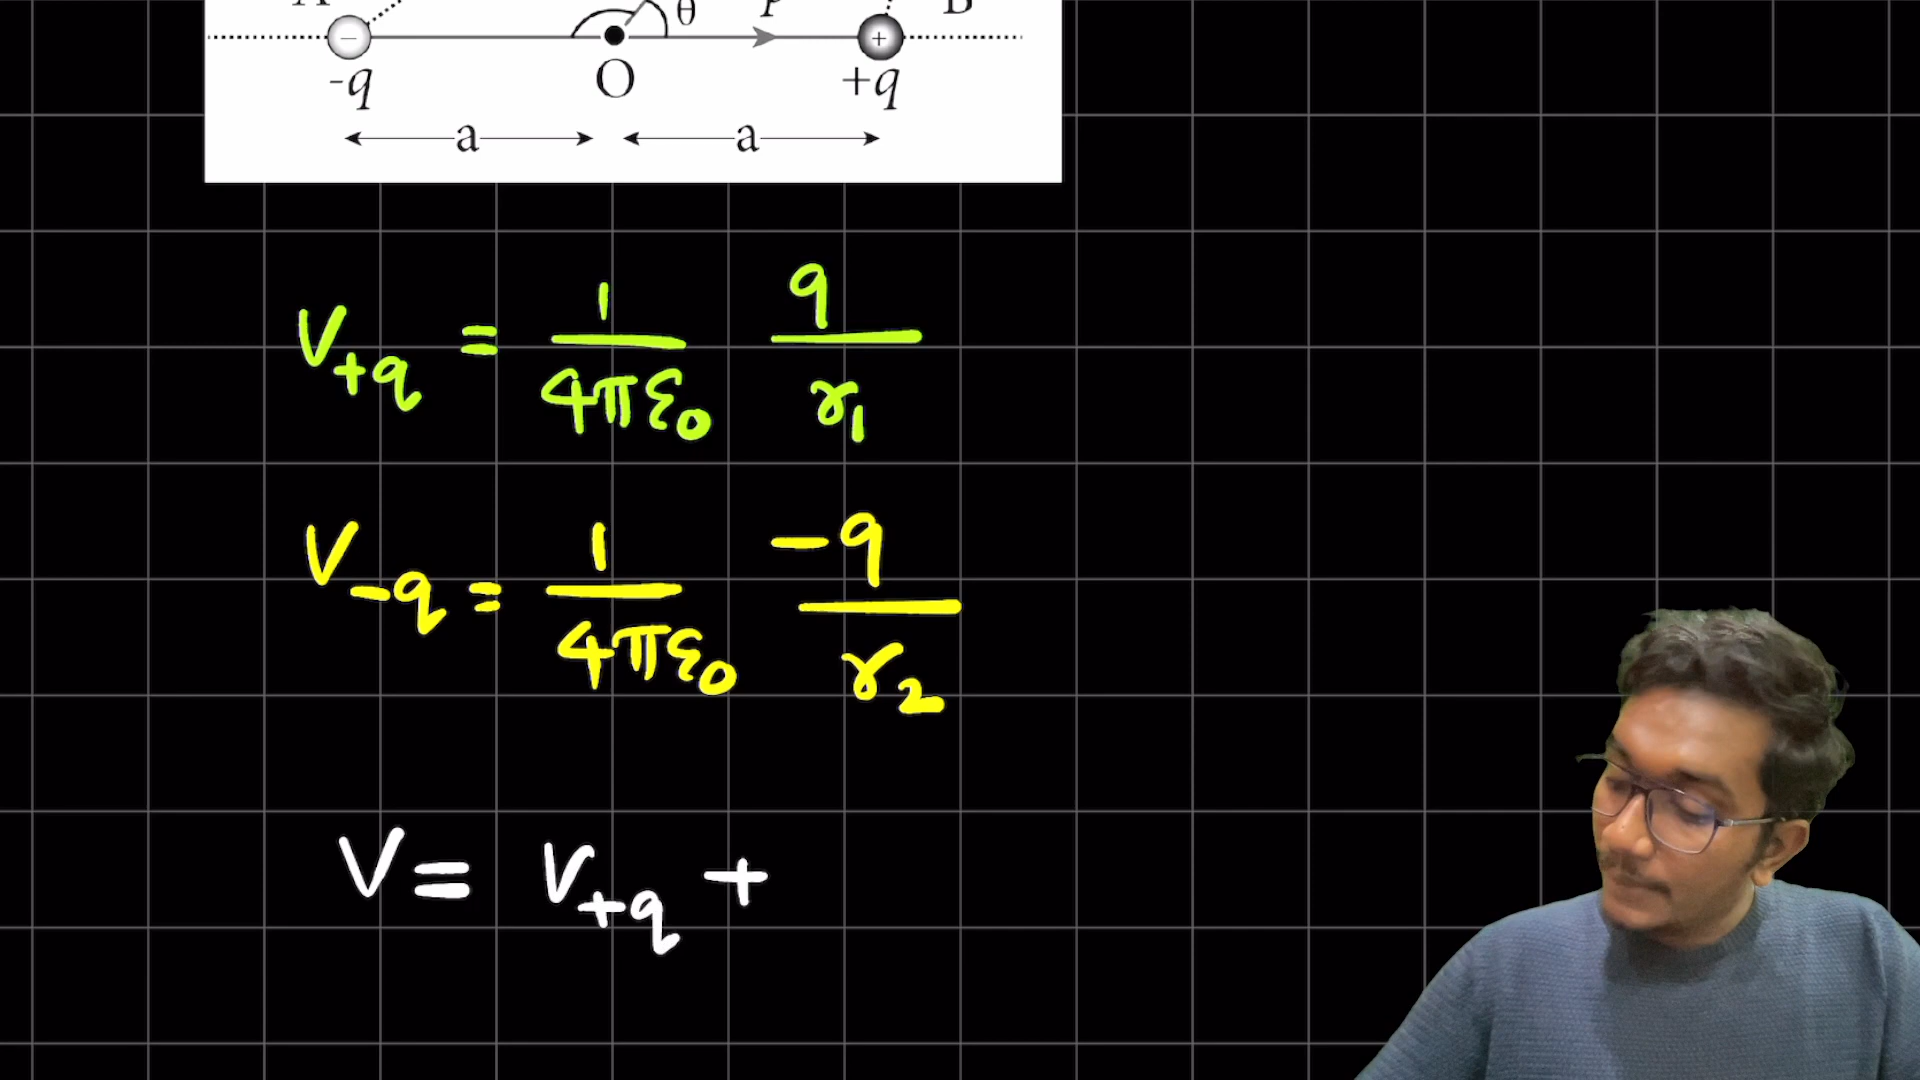 A θ p B
− +
-q O +q
a a
V₊q = 1/4πε₀ q/r₁
V₋q = 1/4πε₀ -q/r₂
V = V₊q +